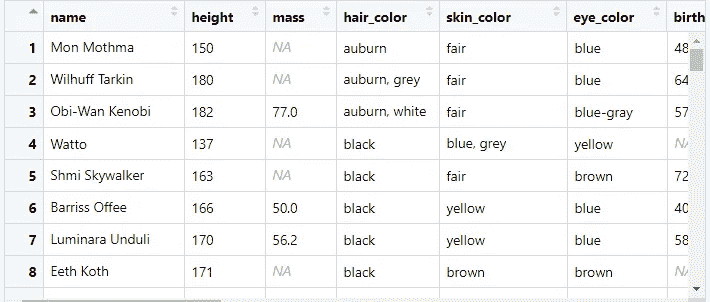 name height mass hair_color skin_color eye_color birth
1 Mon Mothma 150 NA auburn fair blue 48
2 Wilhuff Tarkin 180 NA auburn, grey fair blue 64
3 Obi-Wan Kenobi 182 77.0 auburn, white fair blue-gray 57
4 Watto 137 NA black blue, grey yellow NA
5 Shmi Skywalker 163 NA black fair brown 72
6 Barriss Offee 166 50.0 black yellow blue 40
7 Luminara Unduli 170 56.2 black yellow blue 58
8 Eeth Koth 171 NA black brown brown NA